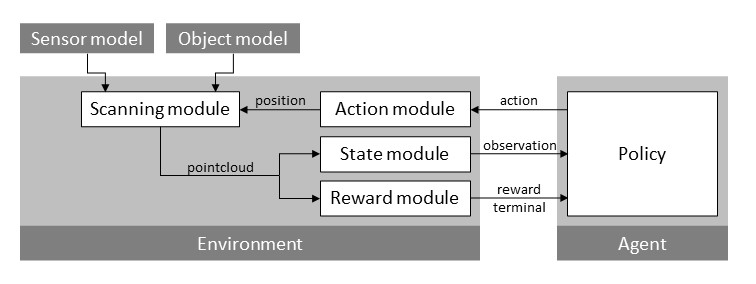 Sensor model
Object model
Scanning module
position
Action module
action
State module
observation
Policy
pointcloud
Reward module
reward
terminal
Environment
Agent